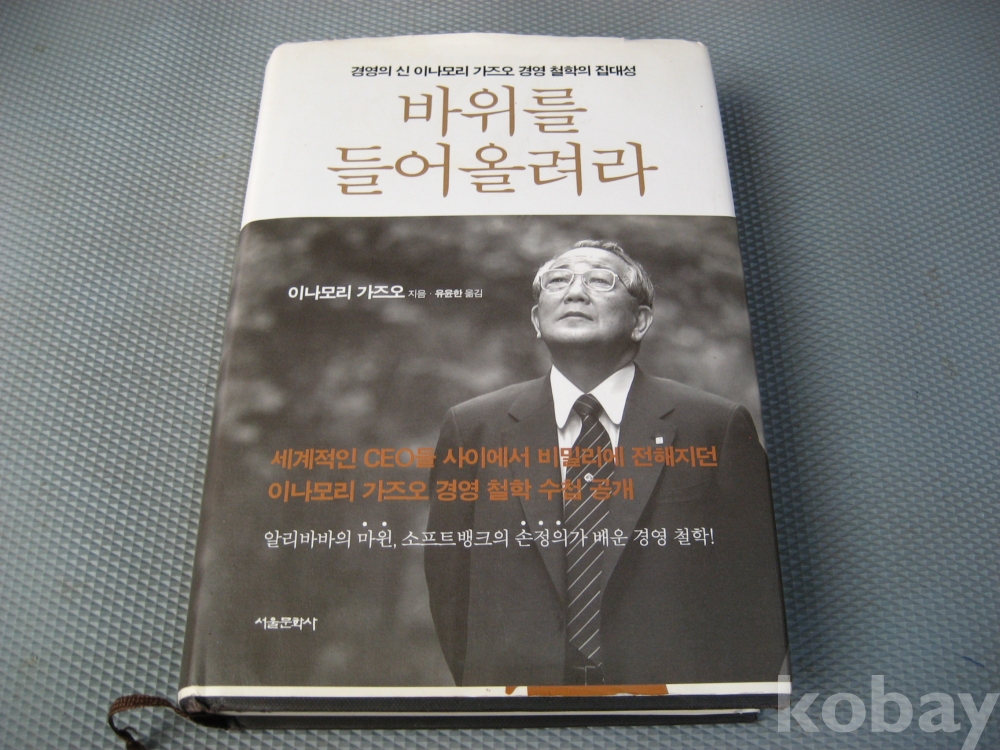 경영의 신 이나모리 가즈오 경영 철학의 집대성
바위를
들어올려라
이나모리 가즈오 지음 · 유윤한 옮김
세계적인 CEO들 사이에서 비밀리에 전해지던
이나모리 가즈오 경영 철학 수첩 공개
알리바바의 마윈, 소프트뱅크의 손정의가 배운 경영 철학!
서울문화사
kobay